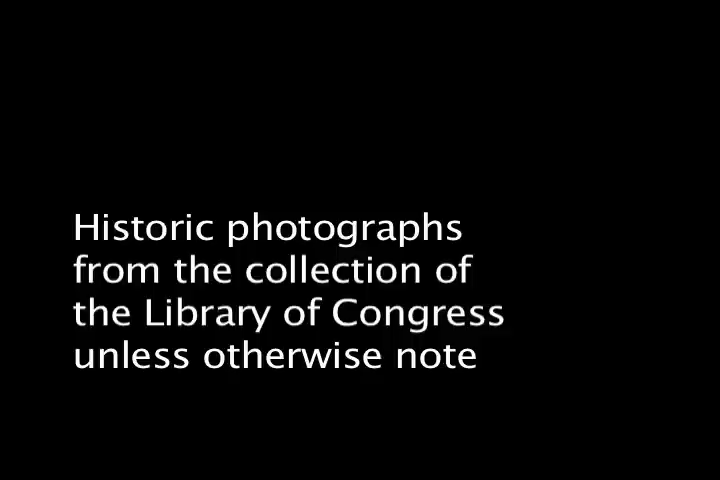 Historic photographs
from the collection of
the Library of Congress
unless otherwise note